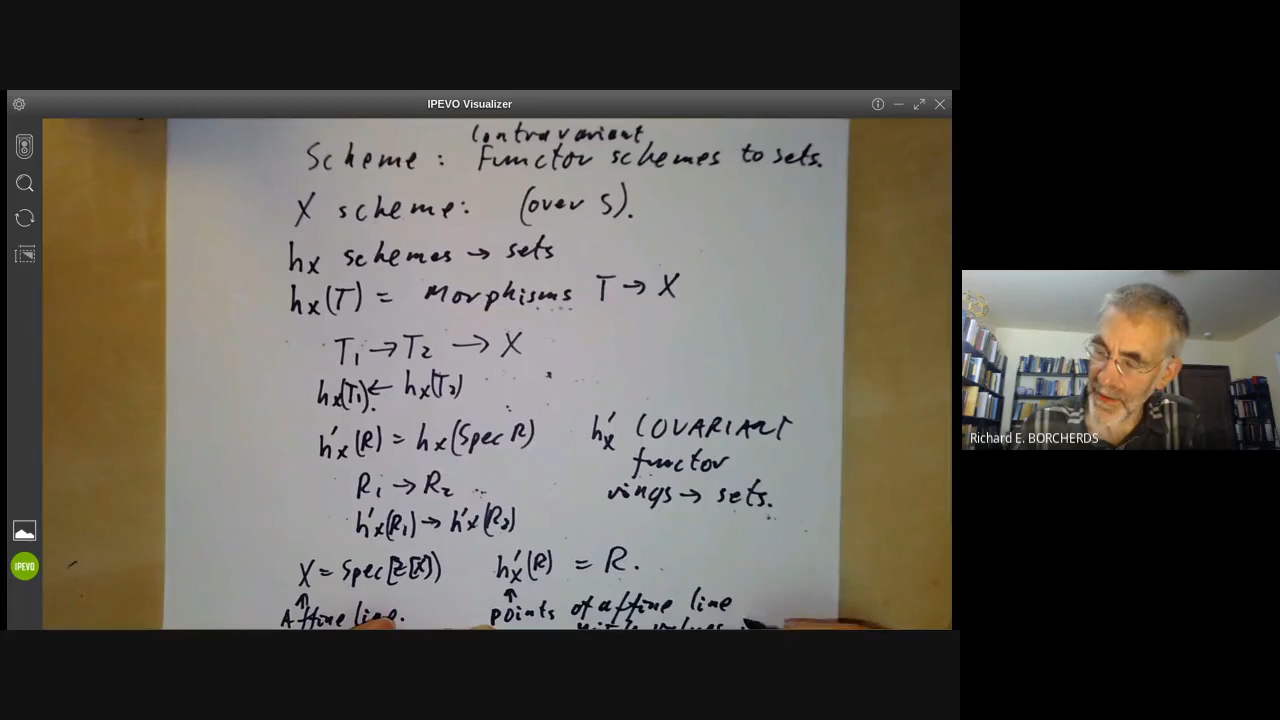 IPEVO Visualizer
Contravariant
Scheme: Functor schemes to sets.
X scheme: (over S).
hx schemes → sets
hx(T) = Morphisms T → X
T₁ → T₂ → X
hx(T₁) ← hx(T₂)
h'x(R) = hx(Spec R)
h'x COVARIANT
functor
rings → sets.
R₁ → R₂
h'x(R₁) → h'x(R₂)
X = Spec(Z[X]) h'x(R) = R.
↑ ↑
Affine line. points of affine line
with values
IPEVO
Richard E. BORCHERDS